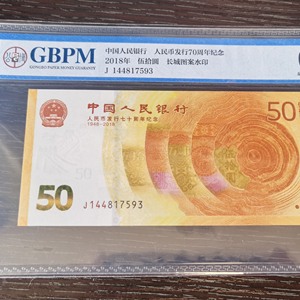 GBPM
GONGBO PAPER MONEY GUARANTY
中国人民银行 人民币发行70周年纪念
2018年 伍拾圆 长城图案水印
J 144817593
中国人民银行
人民币发行七十周年纪念
1948-2018
50
50
J144817593